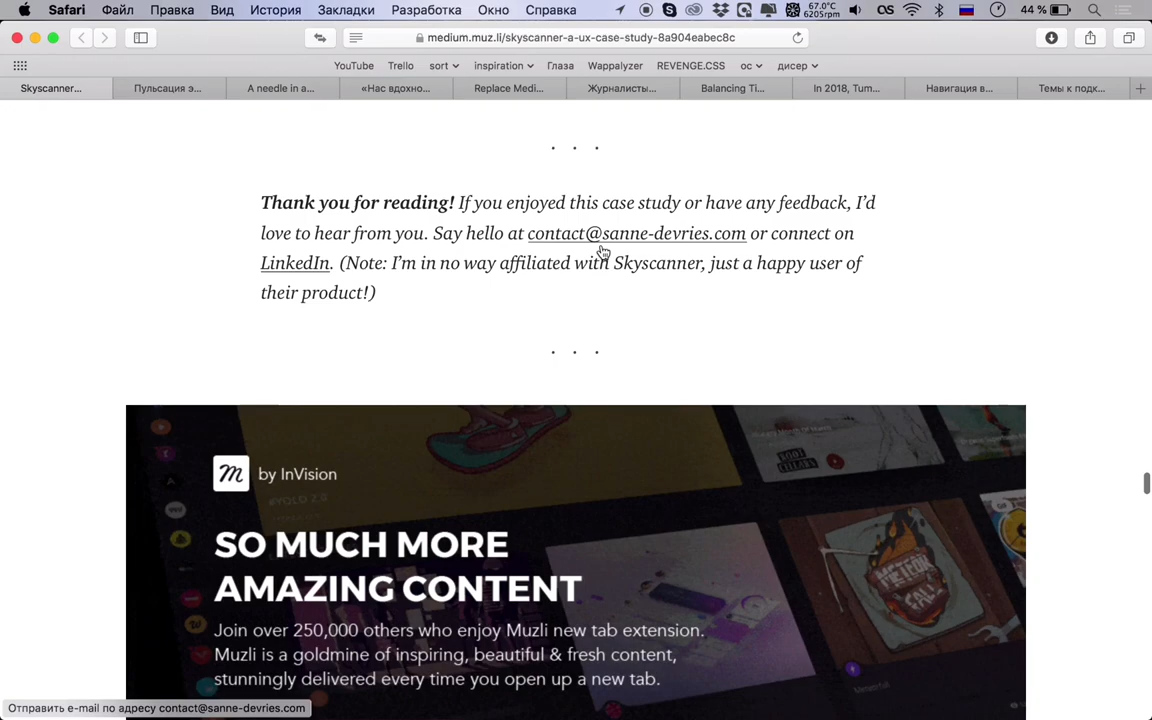 Safari Файл Правка Вид История Закладки Разработка Окно Справка 67.0°C 6205rpm 44 %
medium.muz.li/skyscanner-a-ux-case-study-8a904eabec8c
YouTube Trello sort inspiration Глаза Wappalyzer REVENGE.CSS ос дисер
Skyscanner... Пульсация э... A needle in a... «Нас вдохно... Replace Medi... Журналисты... Balancing Ti... In 2018, Tum... Навигация в... Темы к подк...
. . .
Thank you for reading! If you enjoyed this case study or have any feedback, I’d
love to hear from you. Say hello at contact@sanne-devries.com or connect on
LinkedIn. (Note: I’m in no way affiliated with Skyscanner, just a happy user of
their product!)
. . .
by InVision
SO MUCH MORE
AMAZING CONTENT
Join over 250,000 others who enjoy Muzli new tab extension.
Muzli is a goldmine of inspiring, beautiful & fresh content,
stunningly delivered every time you open up a new tab.
Отправить e-mail по адресу contact@sanne-devries.com